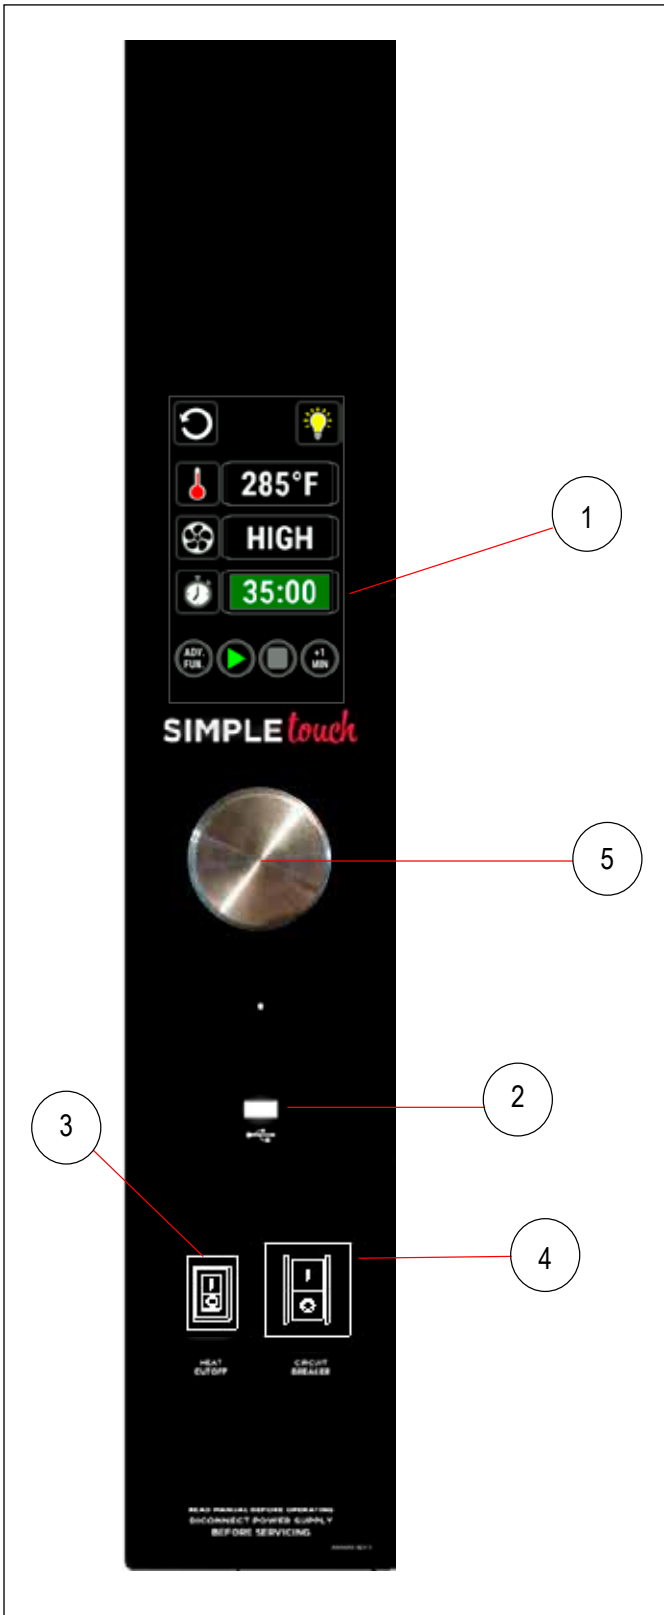 285°F
HIGH
35:00
ADV. FUN.
+1 MIN
SIMPLE touch
1
5
2
3
4
HEAT CUTOFF
CIRCUIT BREAKER
READ MANUAL BEFORE OPERATING
DICONNECT POWER SUPPLY
BEFORE SERVICING